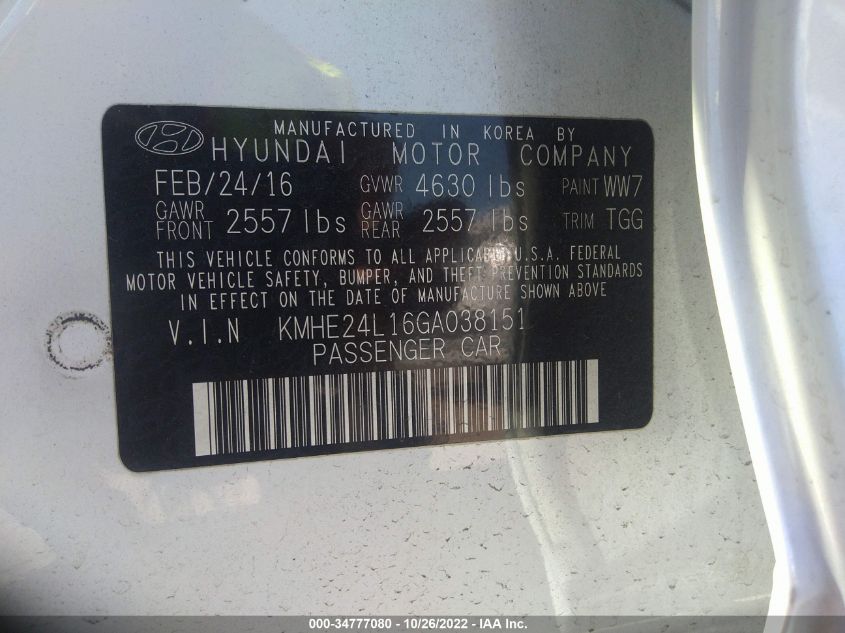 MANUFACTURED IN KOREA BY
HYUNDAI MOTOR COMPANY
FEB/24/16 GVWR 4630 lbs PAINT WW7
GAWR FRONT 2557 lbs GAWR REAR 2557 lbs TRIM TGG
THIS VEHICLE CONFORMS TO ALL APPLICABLE U.S.A. FEDERAL
MOTOR VEHICLE SAFETY, BUMPER, AND THEFT PREVENTION STANDARDS
IN EFFECT ON THE DATE OF MANUFACTURE SHOWN ABOVE
V.I.N KMHE24L16GA038151
PASSENGER CAR
000-34777080 - 10/26/2022 - IAA Inc.